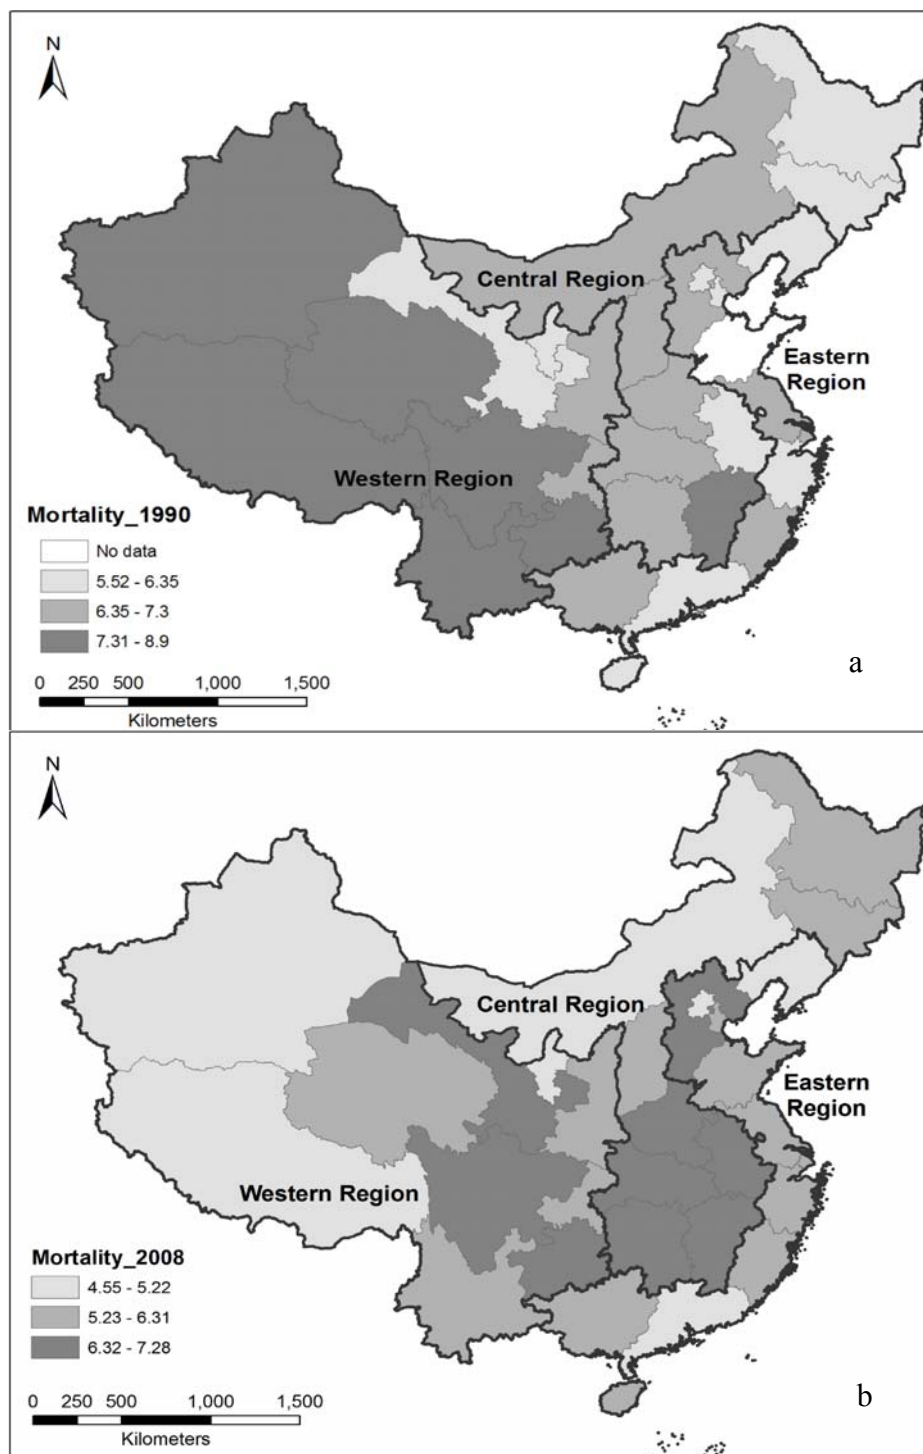 N
Central Region
Eastern
Region
Western Region
Mortality_1990
No data
5.52 - 6.35
6.35 - 7.3
7.31 - 8.9
0 250 500 1,000 1,500
Kilometers
a
N
Central Region
Eastern
Region
Western Region
Mortality_2008
4.55 - 5.22
5.23 - 6.31
6.32 - 7.28
0 250 500 1,000 1,500
Kilometers
b